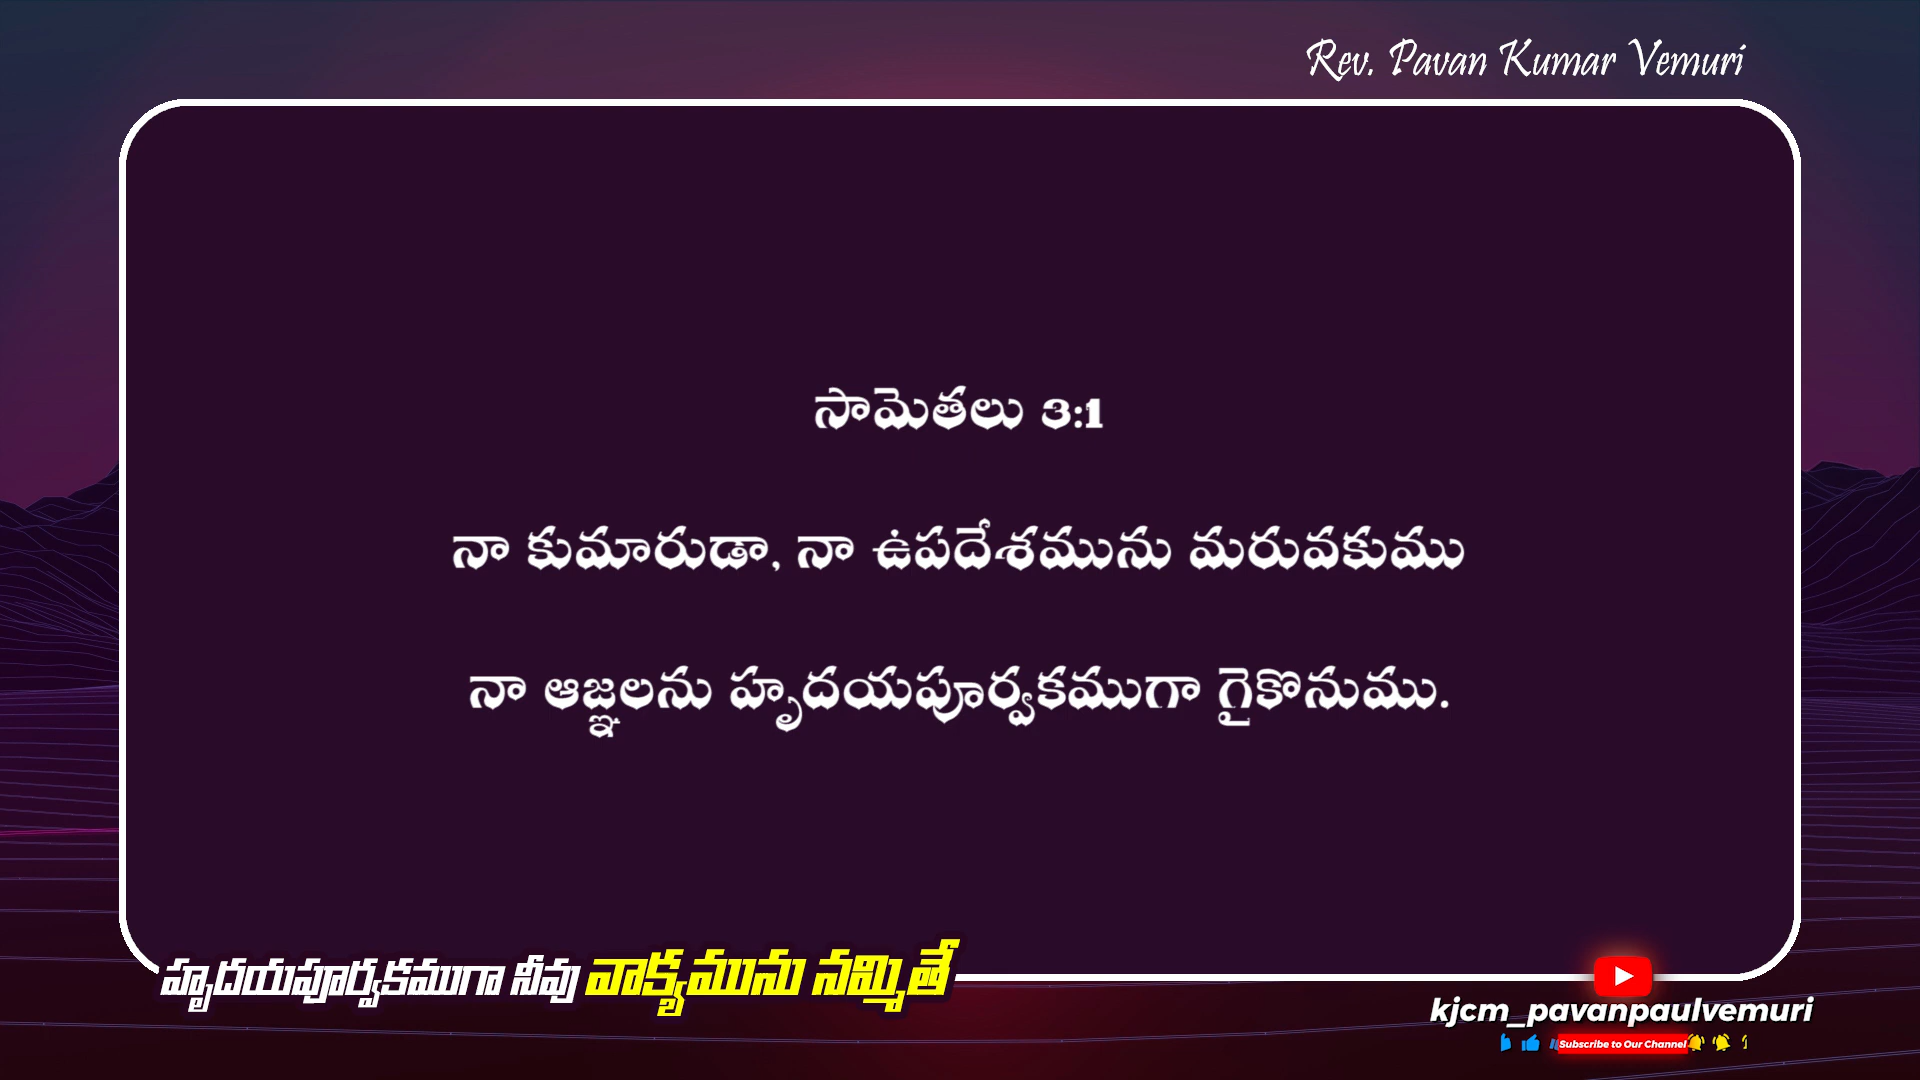 Rev. Pavan Kumar Vemuri
సామెతలు 3:1
నా కుమారుడా, నా ఉపదేశమును మరువకుము
నా ఆజ్ఞలను హృదయపూర్వకముగా గైకొనుము.
హృదయపూర్వకముగా నీవు వాక్యమును నమ్మితే
kjcm_pavanpaulvemuri
Subscribe to Our Channel